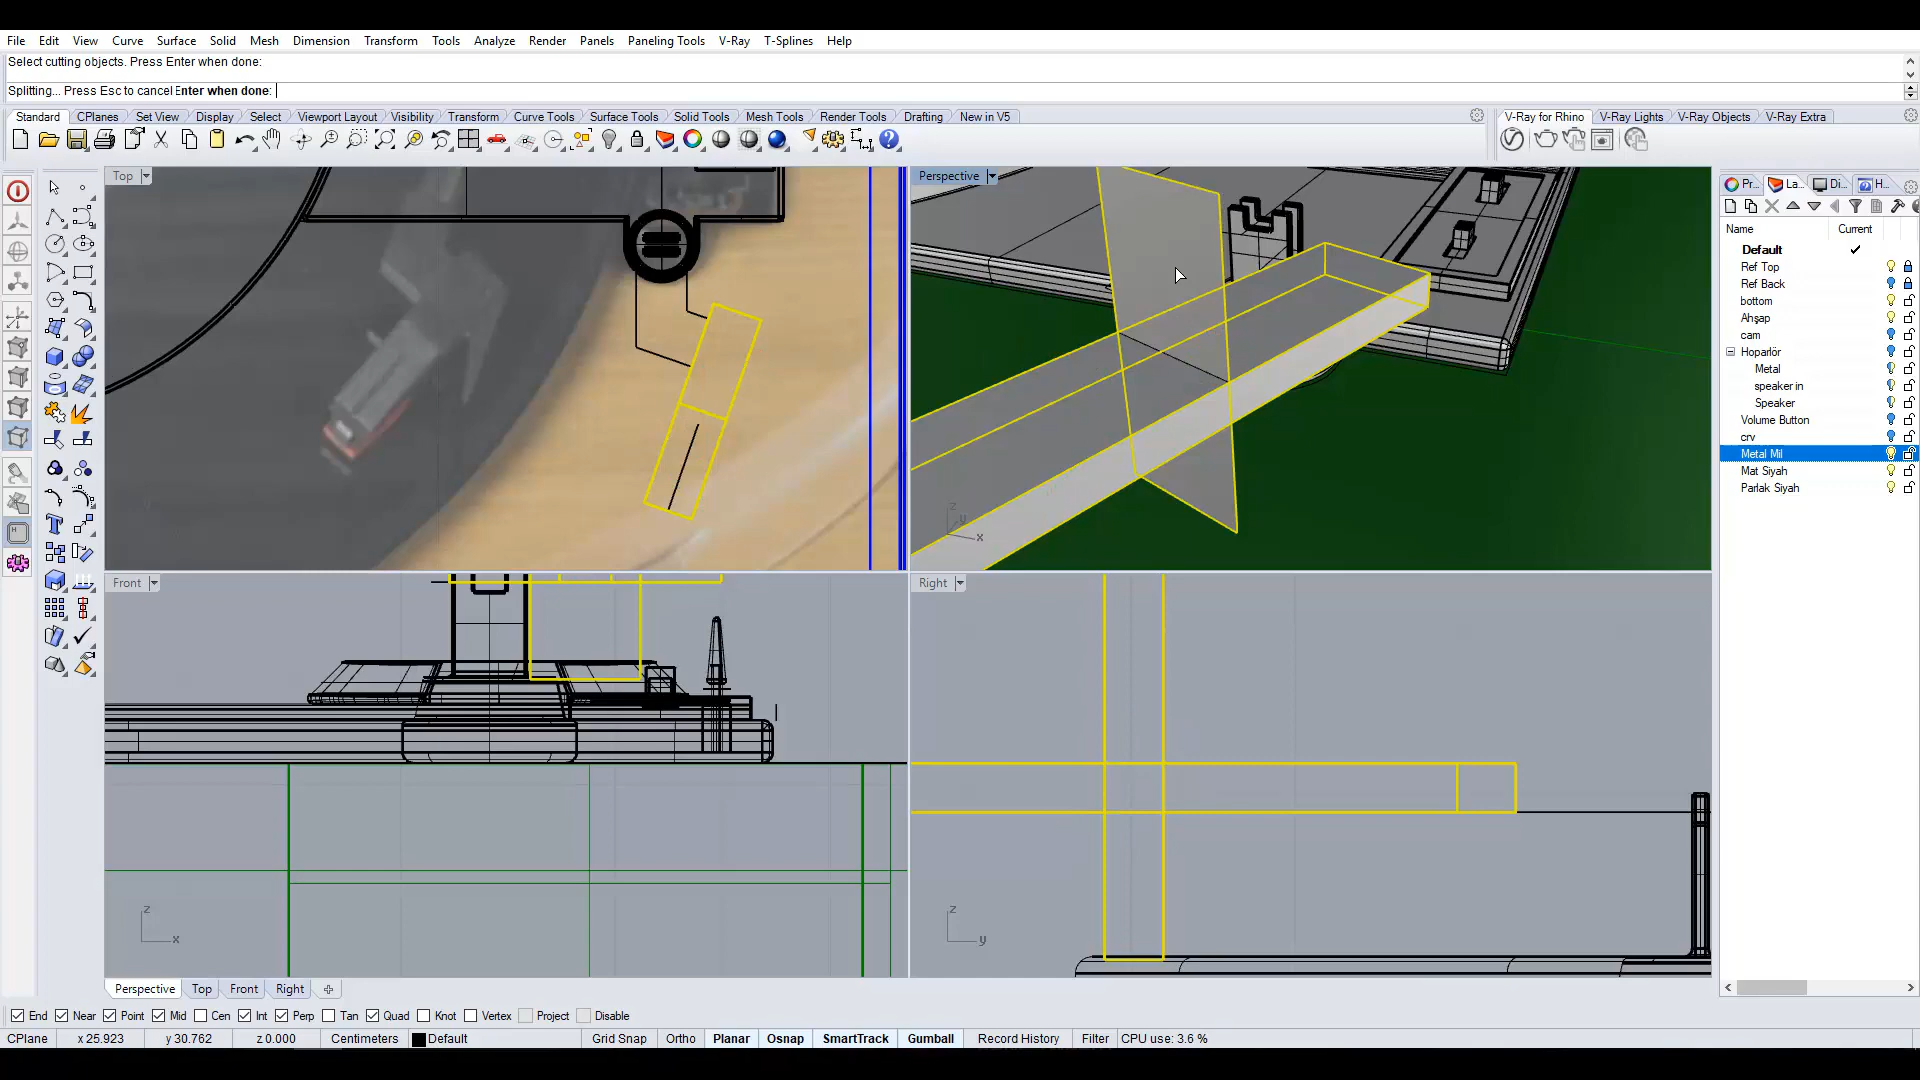 File Edit View Curve Surface Solid Mesh Dimension Transform Tools Analyze Render Panels Paneling Tools V-Ray T-Splines Help
Select cutting objects. Press Enter when done:
Splitting... Press Esc to cancel Enter when done:
Standard CPlanes Set View Display Select Viewport Layout Visibility Transform Curve Tools Surface Tools Solid Tools Mesh Tools Render Tools Drafting New in V5
V-Ray for Rhino V-Ray Lights V-Ray Objects V-Ray Extra
Top
Perspective
Pr... La... Di... H...
Name Current
Default
Ref Top
Ref Back
bottom
Ahşap
cam
Hoparlör
Metal
speaker in
Speaker
Volume Button
crv
Metal Mil
Mat Siyah
Parlak Siyah
z
y
x
Front
Right
z
x
z
y
Perspective Top Front Right
End Near Point Mid Cen Int Perp Tan Quad Knot Vertex Project Disable
CPlane x 25.923 y 30.762 z 0.000 Centimeters Default Grid Snap Ortho Planar Osnap SmartTrack Gumball Record History Filter CPU use: 3.6 %